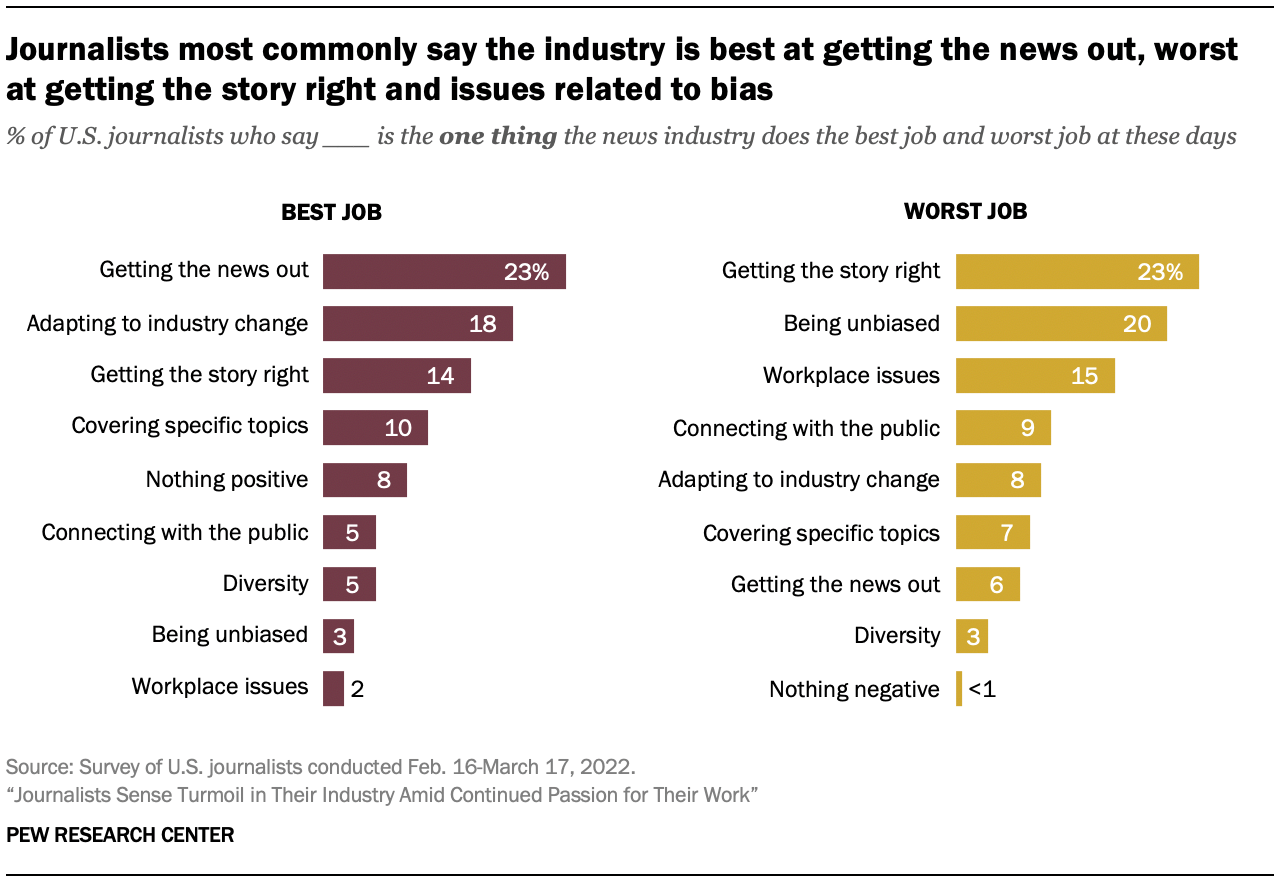 Journalists most commonly say the industry is best at getting the news out, worst
at getting the story right and issues related to bias
% of U.S. journalists who say ___ is the one thing the news industry does the best job and worst job at these days
BEST JOB
Getting the news out 23%
Adapting to industry change 18
Getting the story right 14
Covering specific topics 10
Nothing positive 8
Connecting with the public 5
Diversity 5
Being unbiased 3
Workplace issues 2
WORST JOB
Getting the story right 23%
Being unbiased 20
Workplace issues 15
Connecting with the public 9
Adapting to industry change 8
Covering specific topics 7
Getting the news out 6
Diversity 3
Nothing negative <1
Source: Survey of U.S. journalists conducted Feb. 16-March 17, 2022.
“Journalists Sense Turmoil in Their Industry Amid Continued Passion for Their Work”
PEW RESEARCH CENTER